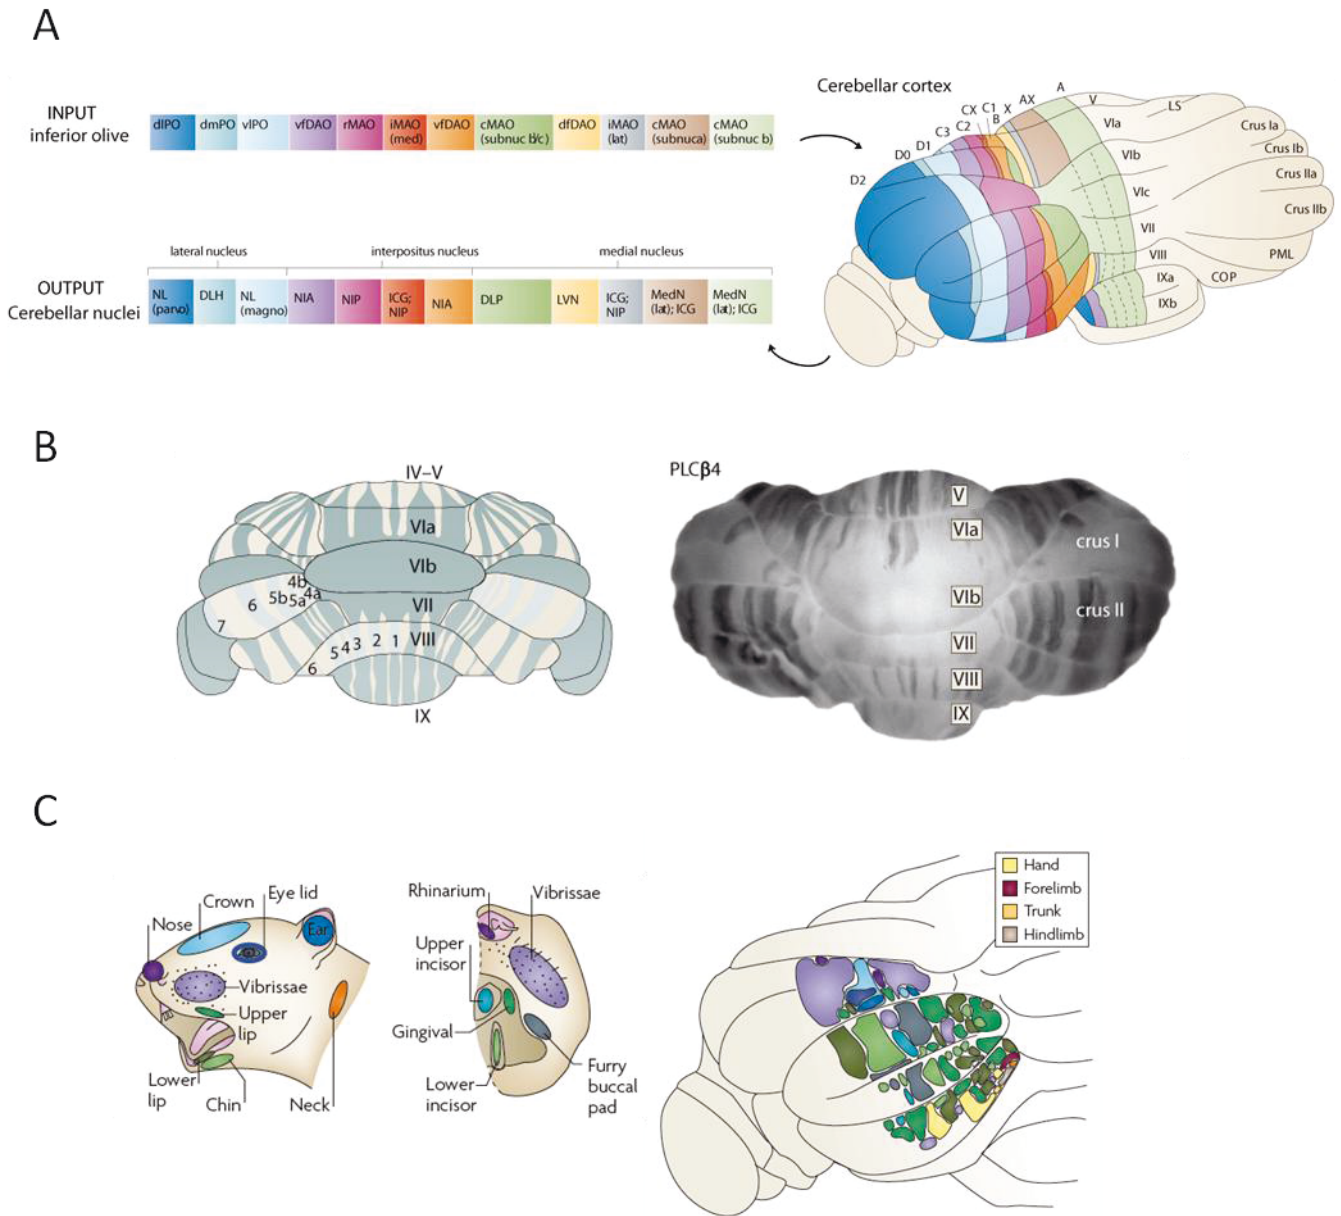 A
INPUT
inferior olive
dlPO
dmPO
vlPO
vfDAO
rMAO
iMAO
(med)
vfDAO
cMAO
(subnuc b'/c)
dfDAO
iMAO
(lat)
cMAO
(subnuca)
cMAO
(subnuc b)
lateral nucleus
interpositus nucleus
medial nucleus
OUTPUT
Cerebellar nuclei
NL
(parvo)
DLH
NL
(magno)
NIA
NIP
ICG;
NIP
NIA
DLP
LVN
ICG;
NIP
MedN
(lat); ICG
MedN
(lat); ICG
Cerebellar cortex
D2
D0
D1
C3
C2
CX
C1
B
X
AX
A
V
LS
VIa
VIb
VIc
VII
VIII
IXa
IXb
Crus Ia
Crus Ib
Crus IIa
Crus IIb
PML
COP
B
IV–V
VIa
VIb
VII
VIII
IX
4b
4a
5b
5a
6
7
6
5
4
3
2
1
PLCβ4
V
VIa
VIb
VII
VIII
IX
crus I
crus II
C
Nose
Crown
Eye lid
Ear
Vibrissae
Upper
lip
Lower
lip
Chin
Neck
Rhinarium
Vibrissae
Upper
incisor
Gingival
Lower
incisor
Furry
buccal
pad
Hand
Forelimb
Trunk
Hindlimb